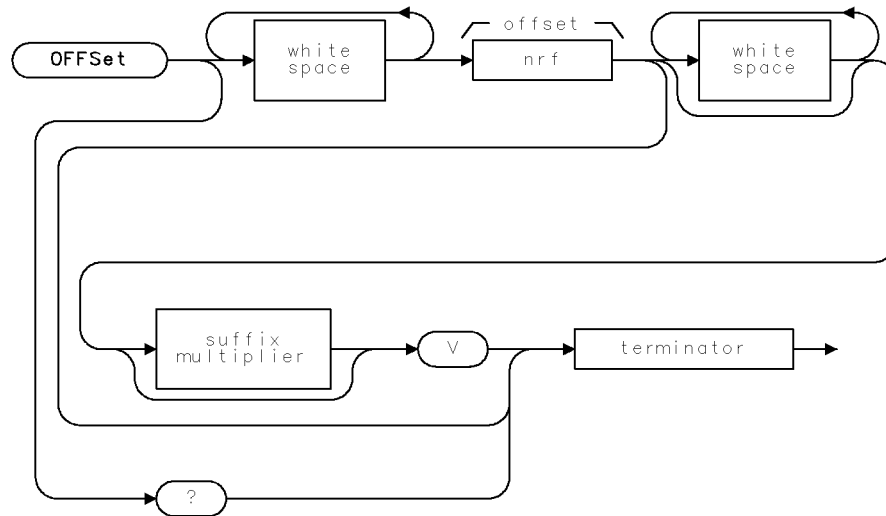 offset
OFFSet
white
space
nrf
white
space
suffix
multiplier
V
terminator
?